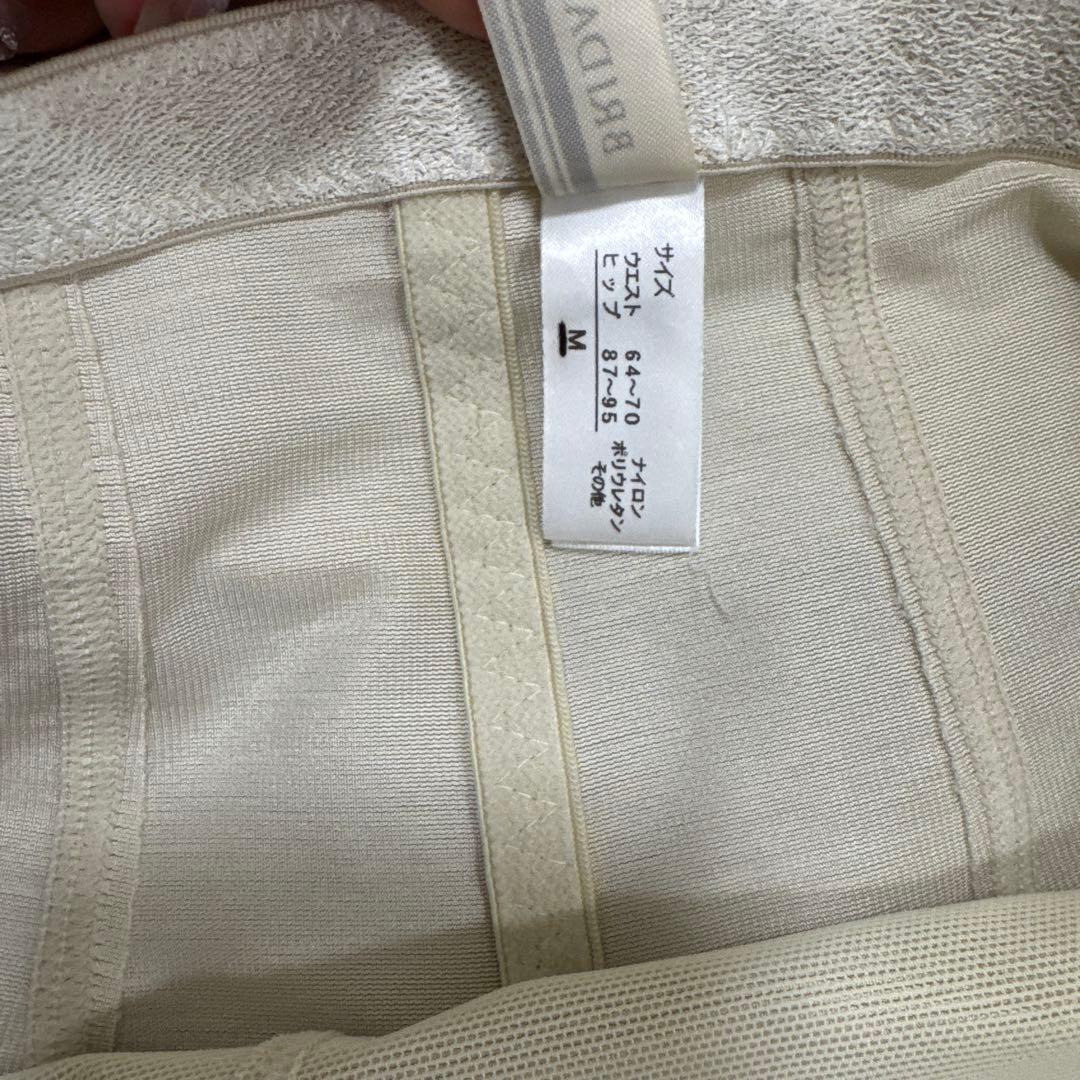 BRIDA
サイズ
ウエスト 64～70
ヒップ 87～95
M
ナイロン
ポリウレタン
その他